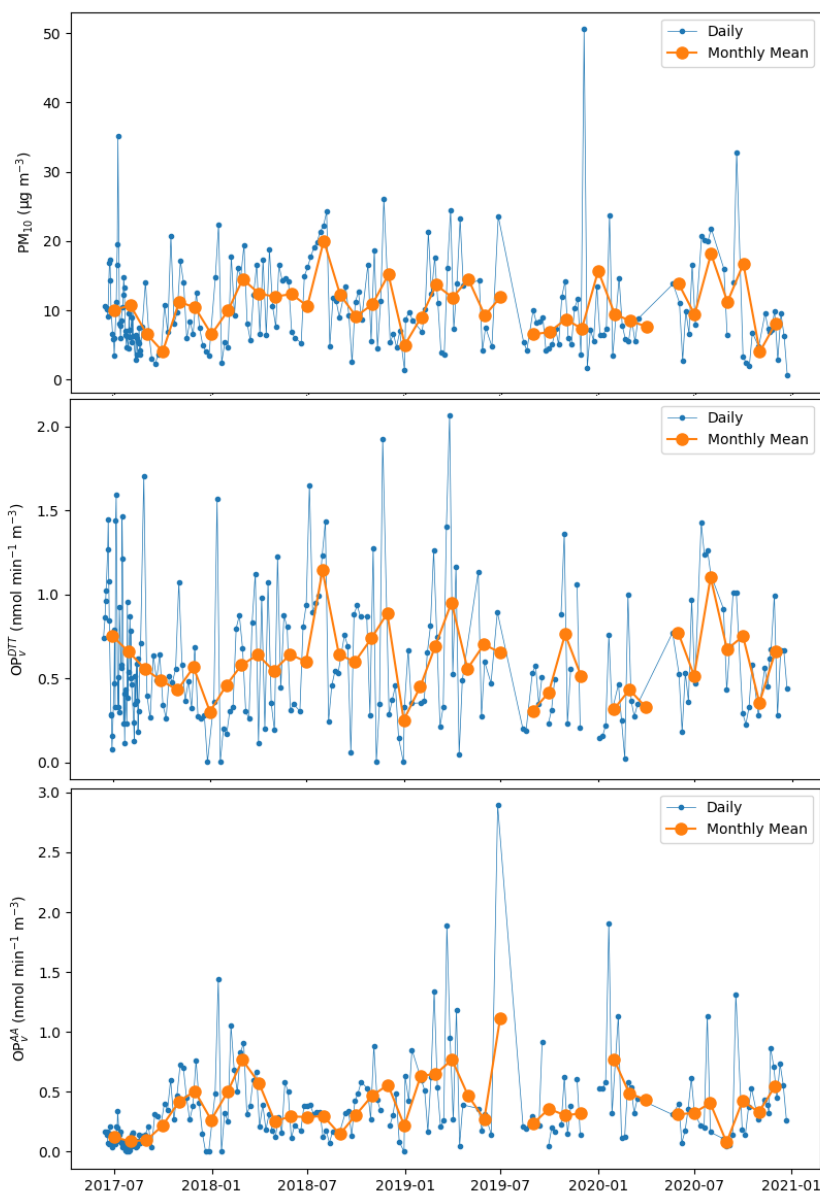 Daily
Monthly Mean
PM₁₀ (µg m⁻³)
50
40
30
20
10
0
Daily
Monthly Mean
OPᵥᴰᵀᵀ (nmol min⁻¹ m⁻³)
2.0
1.5
1.0
0.5
0.0
Daily
Monthly Mean
OPᵥᴬᴬ (nmol min⁻¹ m⁻³)
3.0
2.5
2.0
1.5
1.0
0.5
0.0
2017-07 2018-01 2018-07 2019-01 2019-07 2020-01 2020-07 2021-01